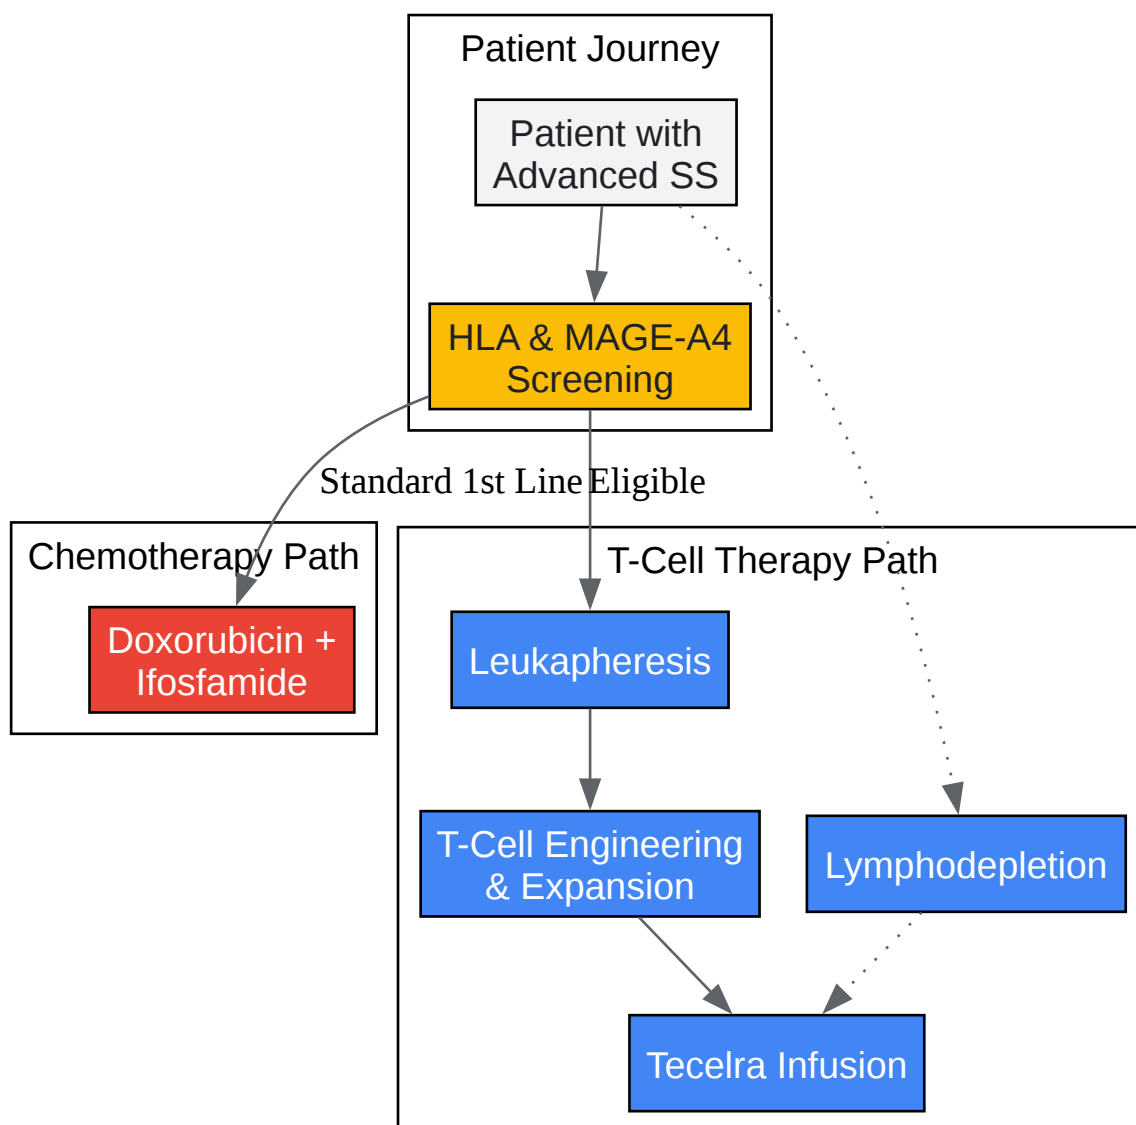 Patient Journey
Patient with
Advanced SS
HLA & MAGE-A4
Screening
Standard 1st Line
Eligible
Chemotherapy Path
Doxorubicin +
Ifosfamide
T-Cell Therapy Path
Leukapheresis
T-Cell Engineering
& Expansion
Lymphodepletion
Tecelra Infusion